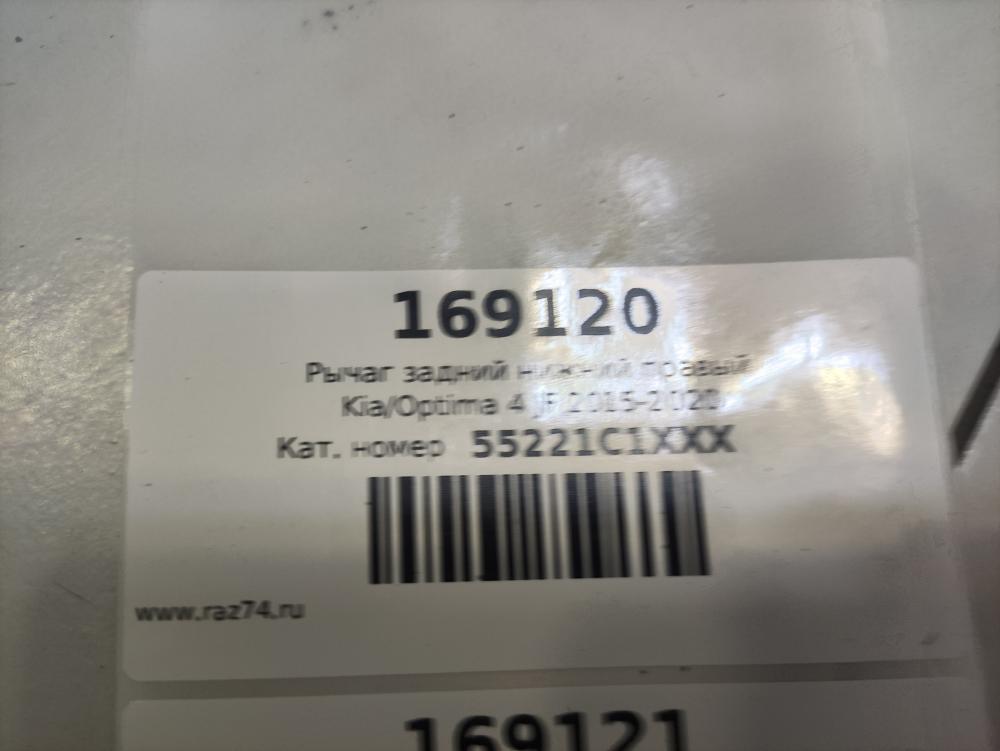 169120
Рычаг задний нижний правый
Kia/Optima 4 JF 2015-2020
Кат. номер 55221C1XXX
www.raz74.ru
169121